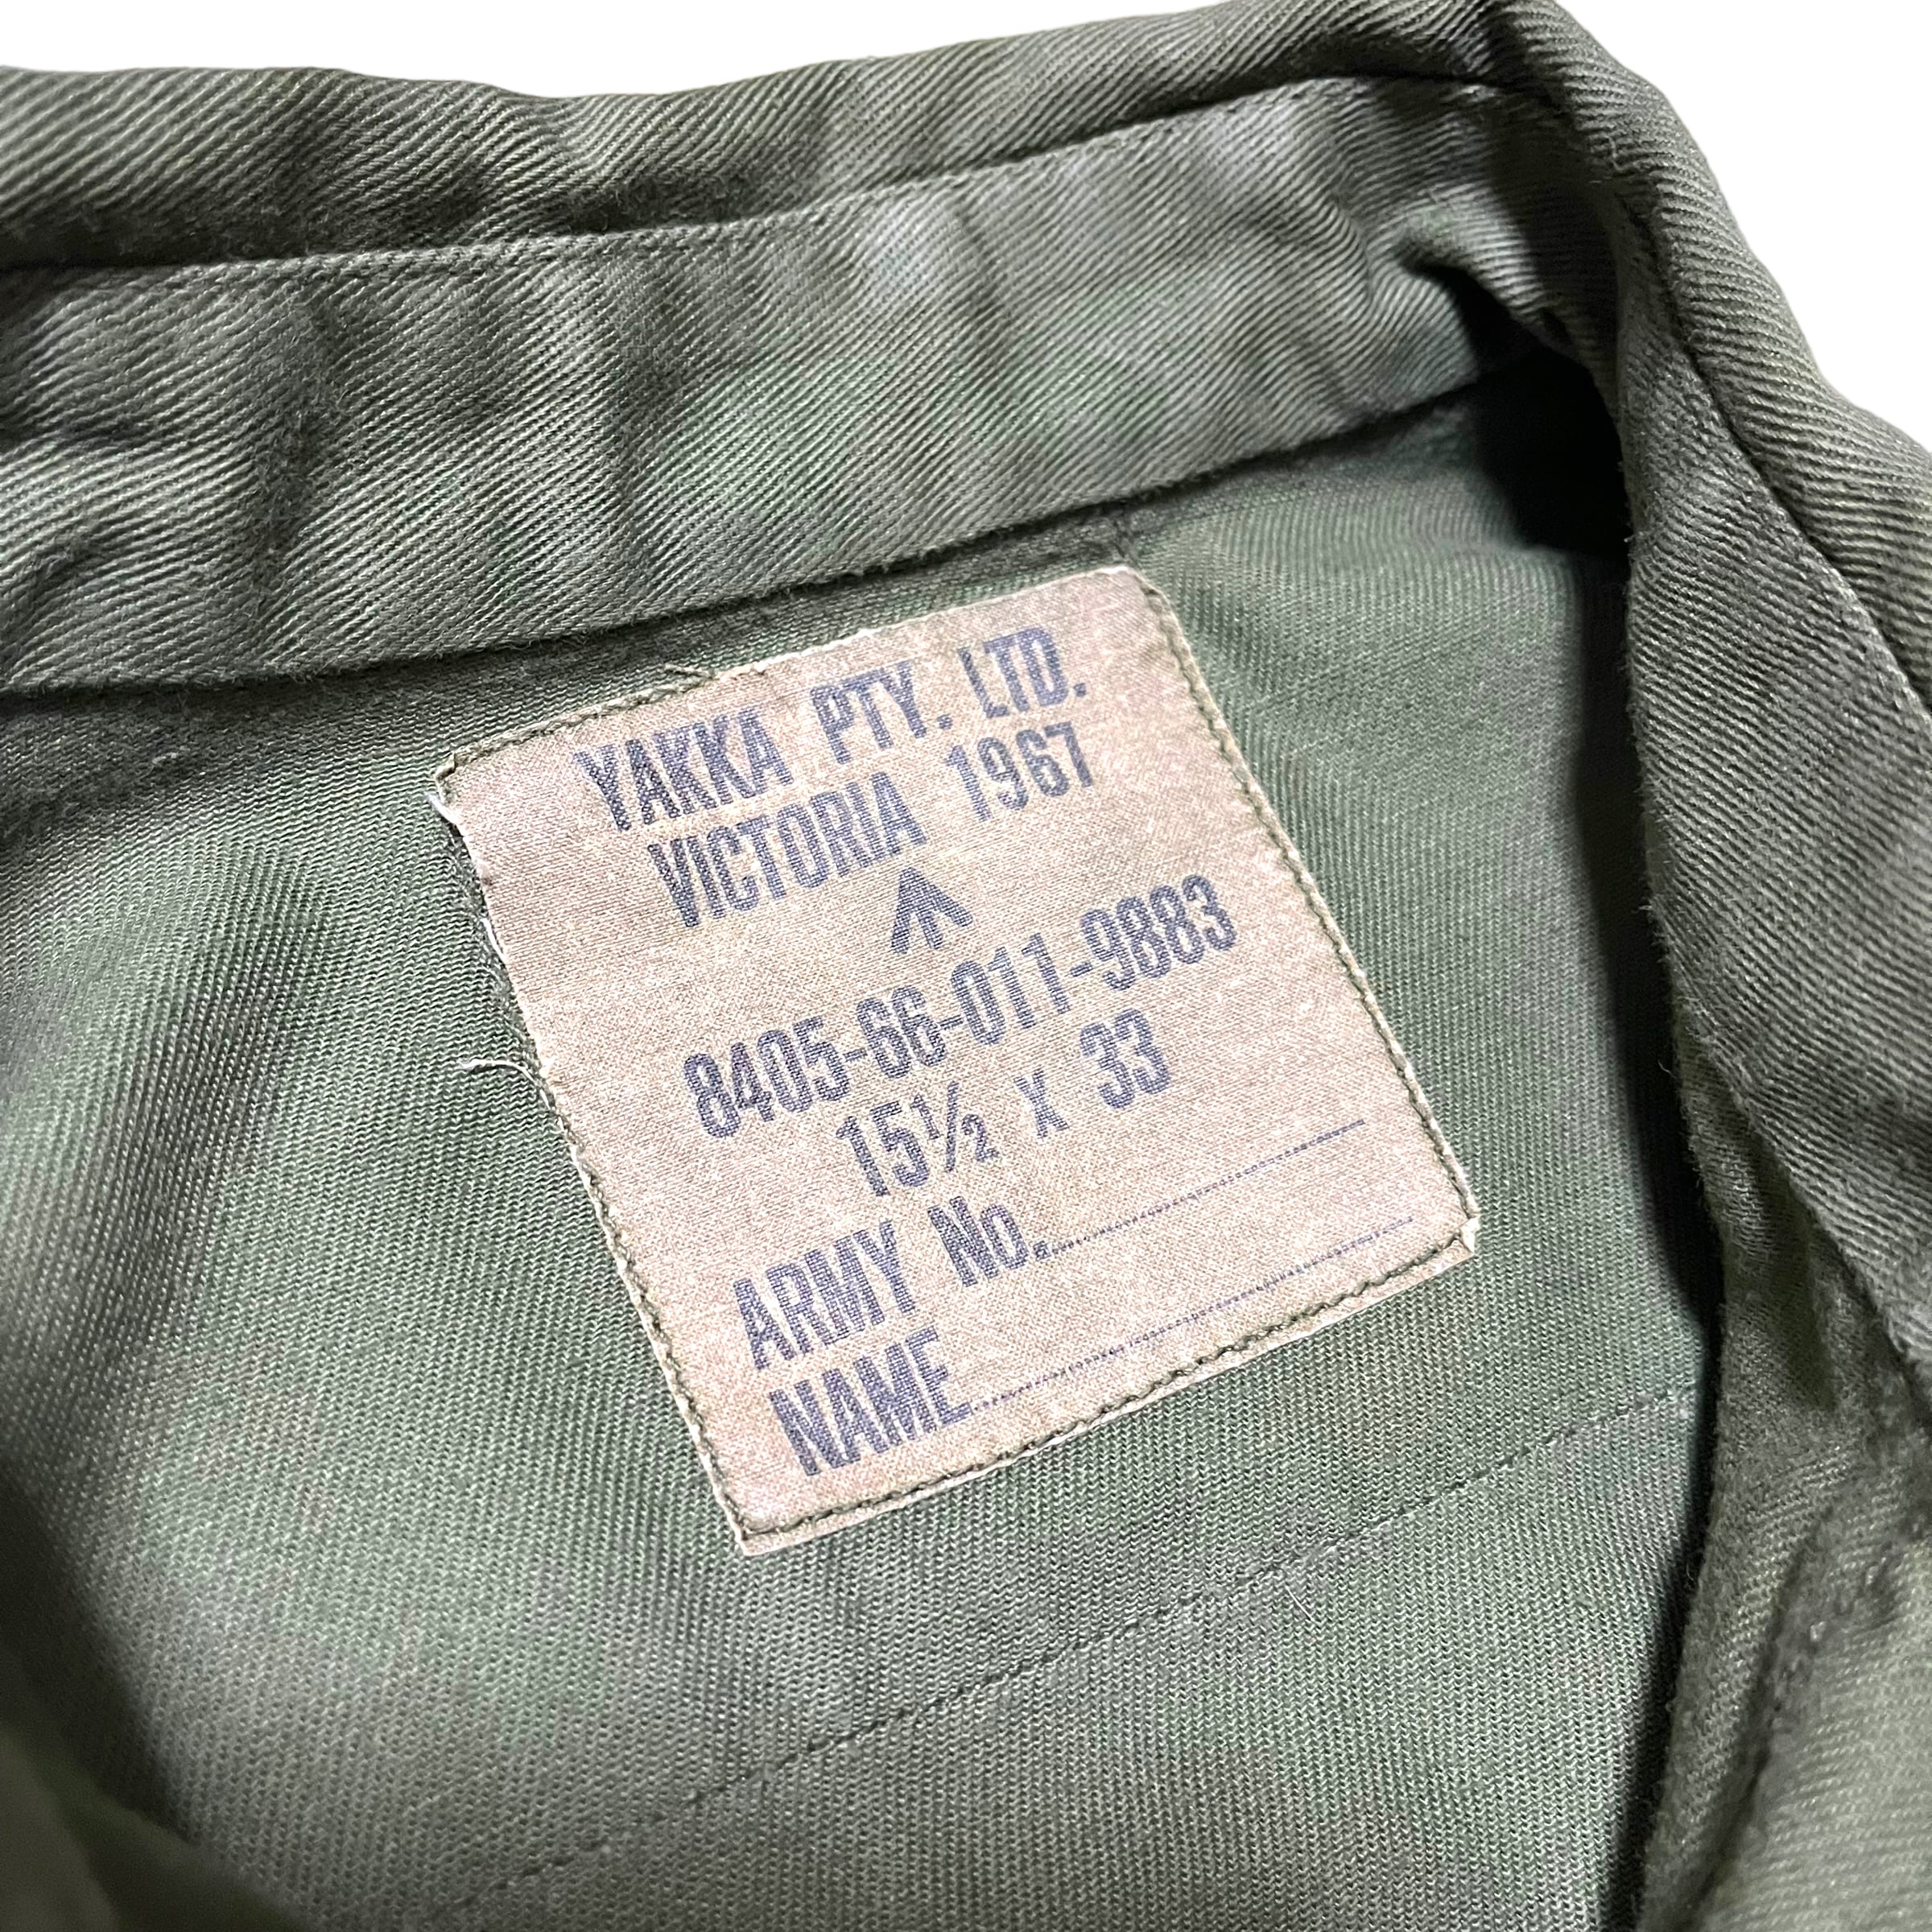 YAKKA PTY. LTD.
VICTORIA 1967
8405-66-011-9883
15½ X 33
ARMY No.
NAME